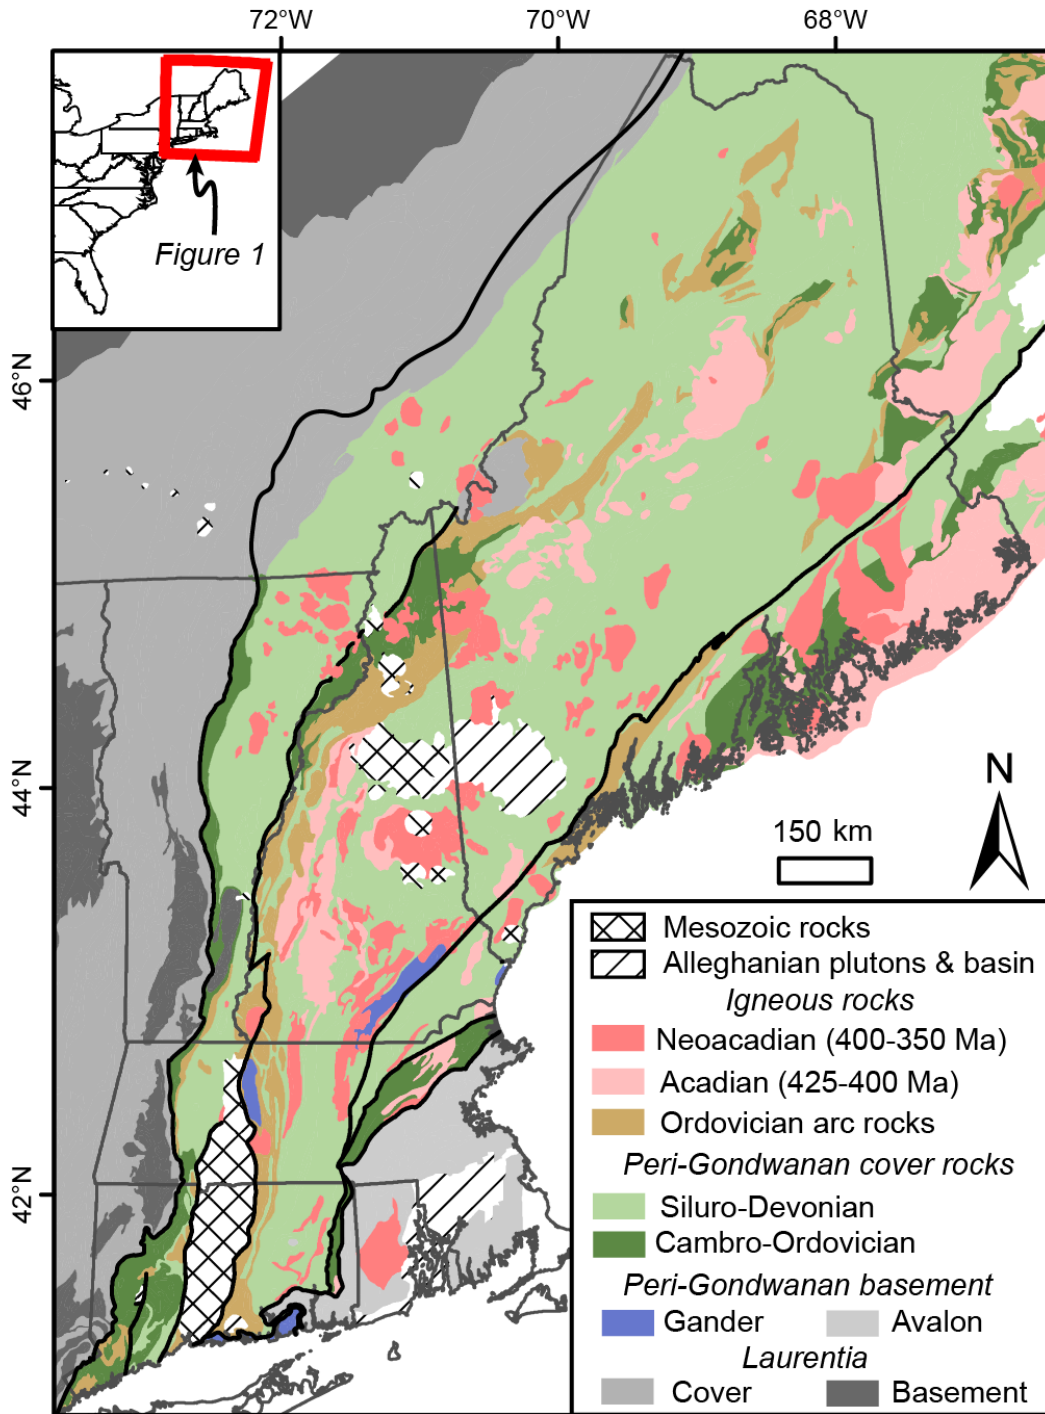 72°W 70°W 68°W
Figure 1
46°N
44°N
42°N
N
150 km
Mesozoic rocks
Alleghanian plutons & basin
Igneous rocks
Neoacadian (400-350 Ma)
Acadian (425-400 Ma)
Ordovician arc rocks
Peri-Gondwanan cover rocks
Siluro-Devonian
Cambro-Ordovician
Peri-Gondwanan basement
Gander Avalon
Laurentia
Cover Basement